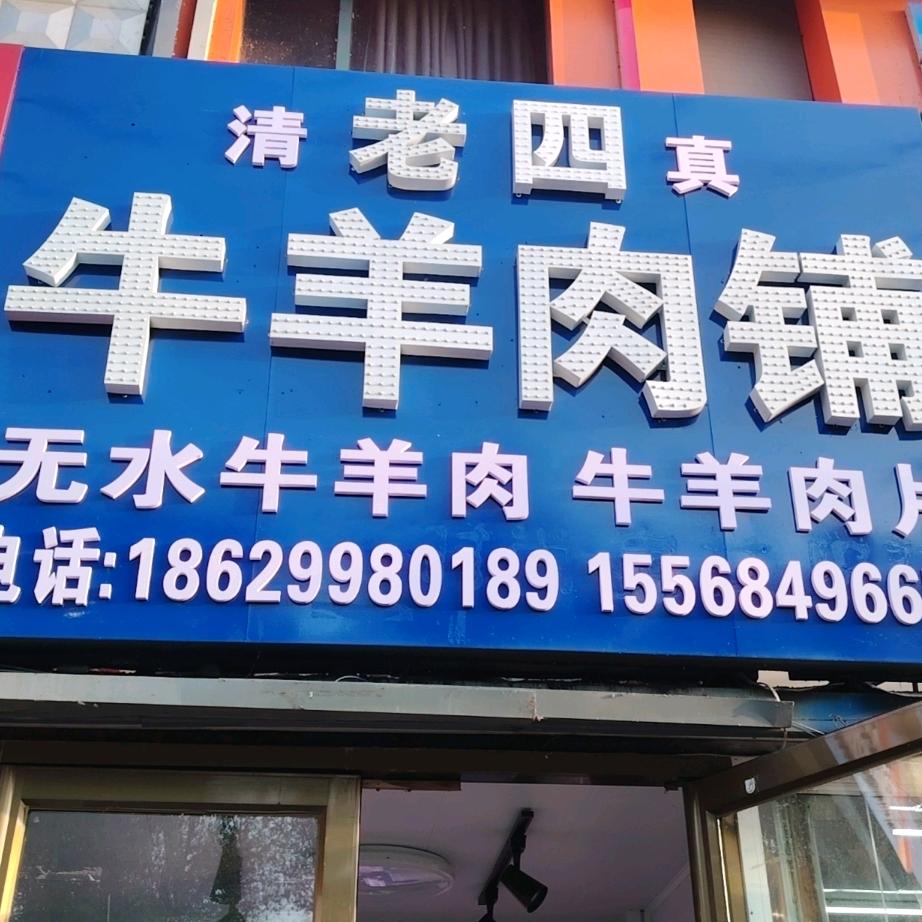 清 老四 真
牛羊肉铺
无水牛羊肉 牛羊肉片
电话:18629980189 155684966